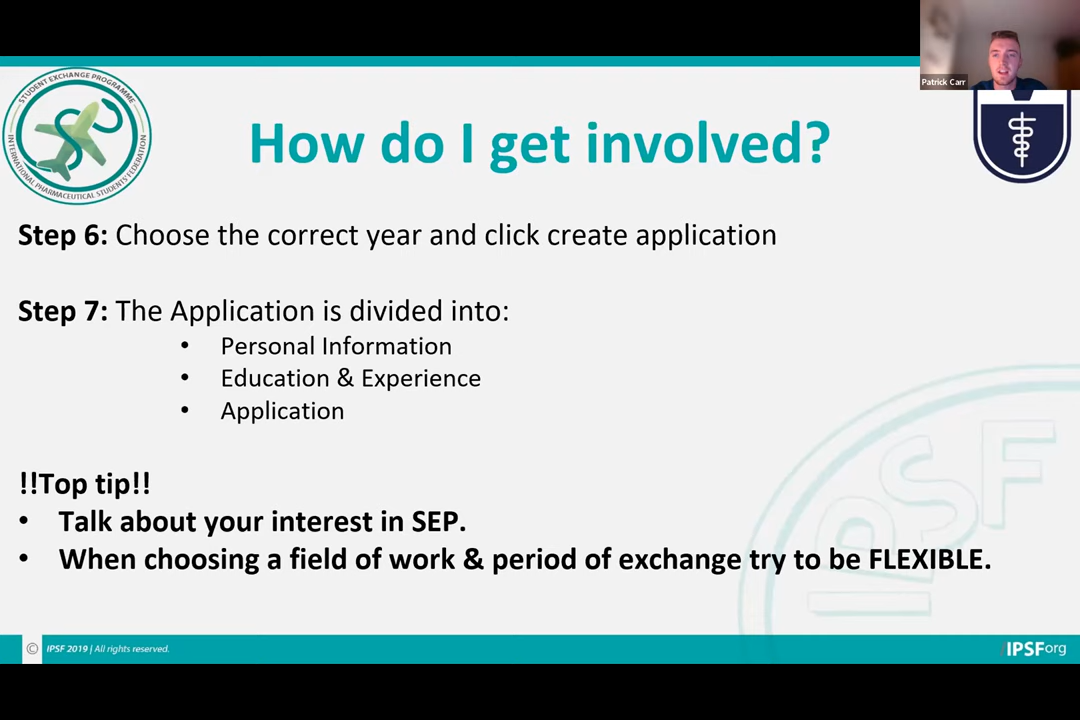 Patrick Carr
STUDENT EXCHANGE PROGRAMME
INTERNATIONAL PHARMACEUTICAL STUDENTS' FEDERATION
How do I get involved?
Step 6: Choose the correct year and click create application
Step 7: The Application is divided into:
• Personal Information
• Education & Experience
• Application
!!Top tip!!
• Talk about your interest in SEP.
• When choosing a field of work & period of exchange try to be FLEXIBLE.
IPSF
© IPSF 2019 | All rights reserved.
/IPSForg